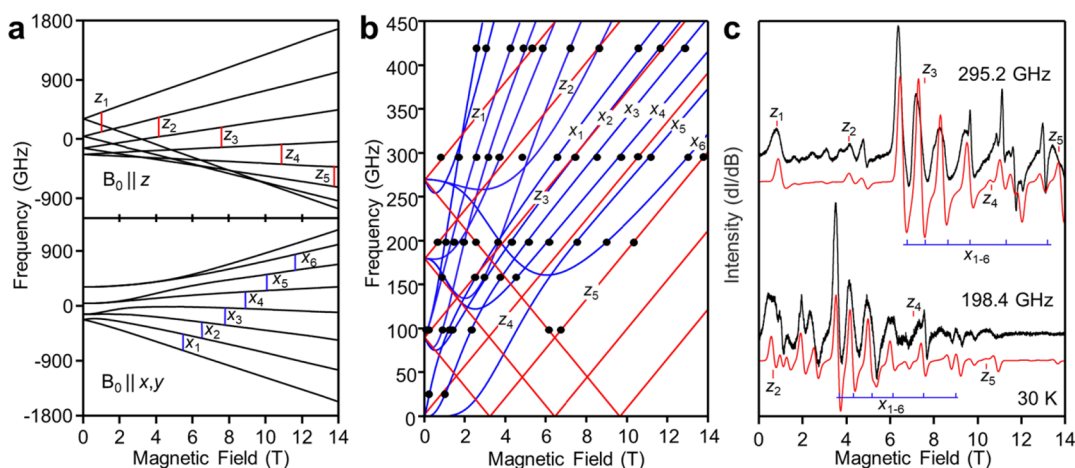 a
1800
900
0
-900
900
0
-900
-1800
Frequency (GHz)
z1
z2
z3
z4
z5
B0 || z
x6
x5
x4
x3
x2
x1
B0 || x,y
0 2 4 6 8 10 12 14
Magnetic Field (T)
b
450
400
350
300
250
200
150
100
50
0
Frequency (GHz)
z1
z2
x1
x2
x3
x4
x5
x6
z3
z5
z4
0 2 4 6 8 10 12 14
Magnetic Field (T)
c
Intensity (dI/dB)
295.2 GHz
z1
z2
z3
z4
z5
x1-6
198.4 GHz
z4
z2
z5
x1-6
30 K
0 2 4 6 8 10 12 14
Magnetic Field (T)